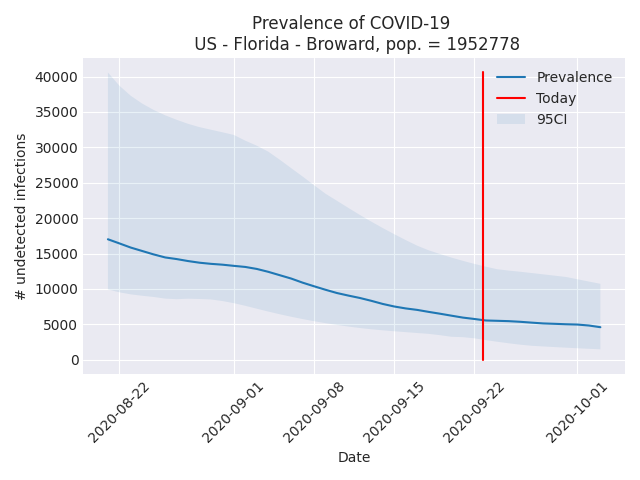 Prevalence of COVID-19
US - Florida - Broward, pop. = 1952778
# undetected infections
40000
35000
30000
25000
20000
15000
10000
5000
0
Prevalence
Today
95CI
2020-08-22
2020-09-01
2020-09-08
2020-09-15
2020-09-22
2020-10-01
Date